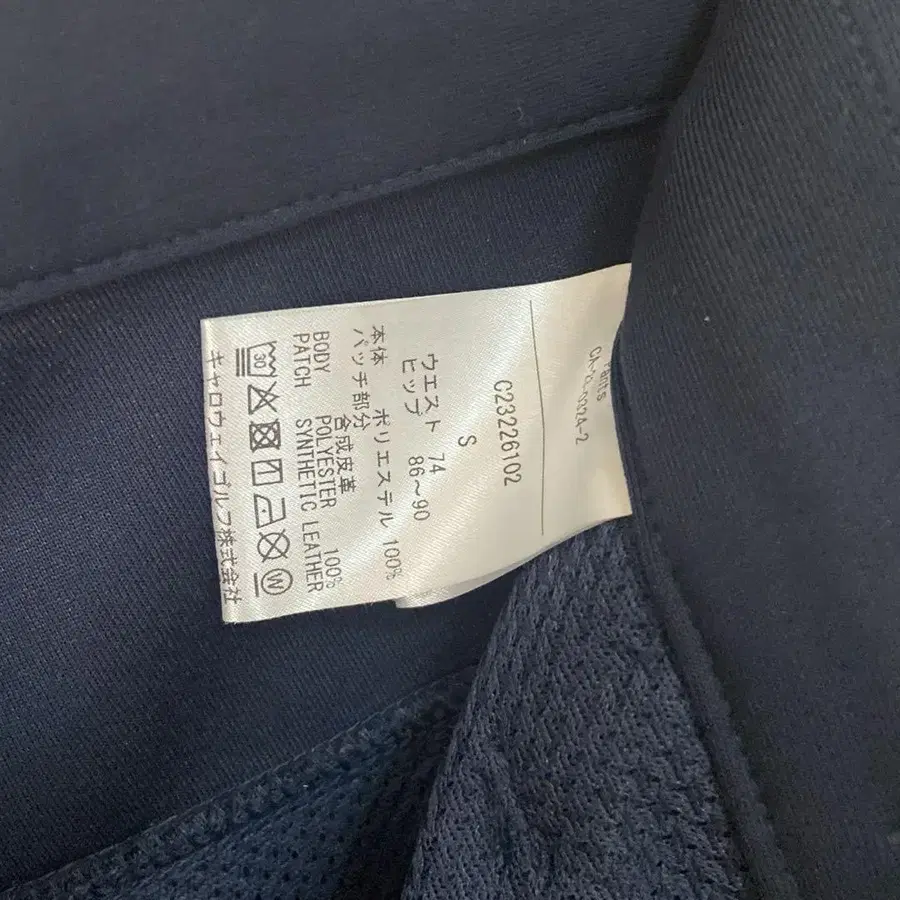 Pants
C23226102
S
ウエスト 74
ヒップ 86〜90
本体 ポリエステル 100%
パッチ部分 合成皮革
BODY POLYESTER 100%
PATCH SYNTHETIC LEATHER
30
W
キャロウェイゴルフ株式会社